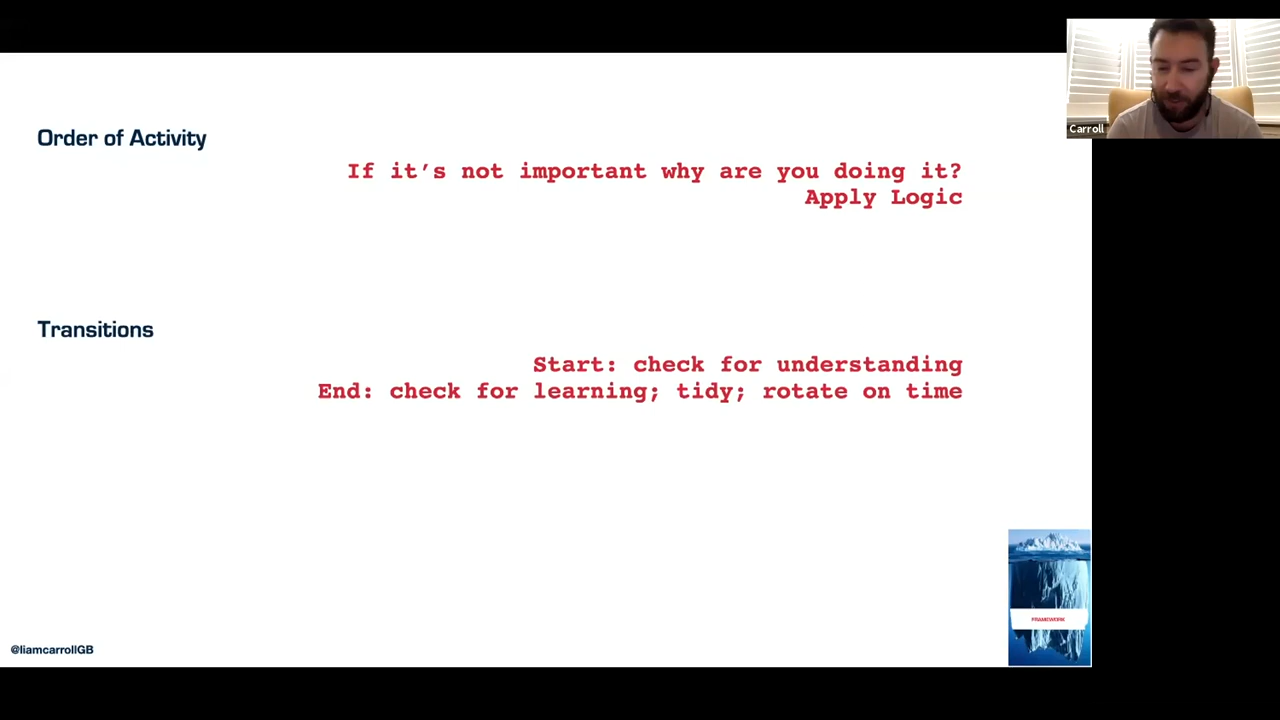 Carroll
Order of Activity
If it’s not important why are you doing it?
Apply Logic
Transitions
Start: check for understanding
End: check for learning; tidy; rotate on time
FRAMEWORK
@liamcarrollGB